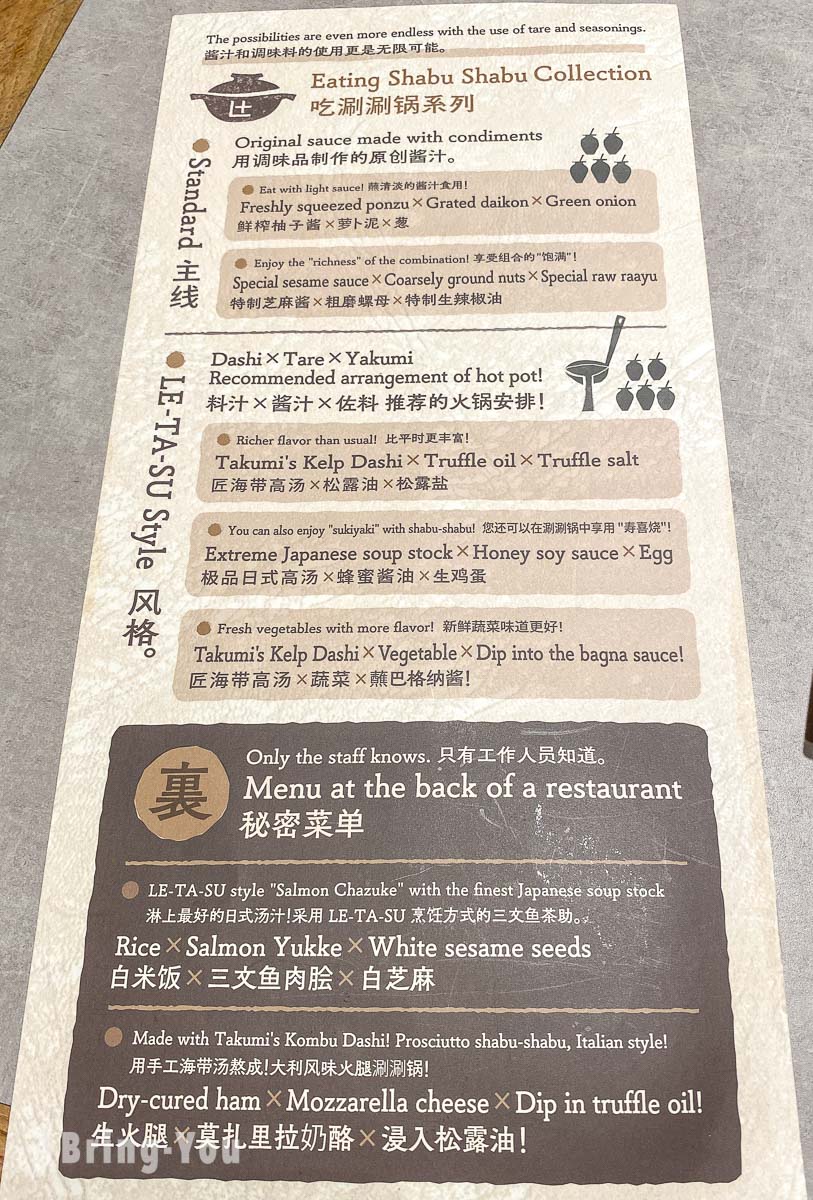 The possibilities are even more endless with the use of tare and seasonings.
酱汁和调味料的使用更是无限可能。
Eating Shabu Shabu Collection
吃涮涮锅系列
Standard 主线
Original sauce made with condiments
用调味品制作的原创酱汁。
Eat with light sauce! 蘸清淡的酱汁食用!
Freshly squeezed ponzu×Grated daikon×Green onion
鲜榨柚子酱×萝卜泥×葱
Enjoy the "richness" of the combination! 享受组合的"饱满"!
Special sesame sauce×Coarsely ground nuts×Special raw raayu
特制芝麻酱×粗磨螺母×特制生辣椒油
LE-TA-SU Style 风格。
Dashi×Tare×Yakumi
Recommended arrangement of hot pot!
料汁×酱汁×佐料 推荐的火锅安排!
Richer flavor than usual! 比平时更丰富!
Takumi's Kelp Dashi×Truffle oil×Truffle salt
匠海带高汤×松露油×松露盐
You can also enjoy "sukiyaki" with shabu-shabu! 您还可以在涮涮锅中享用 "寿喜烧"!
Extreme Japanese soup stock×Honey soy sauce×Egg
极品日式高汤×蜂蜜酱油×生鸡蛋
Fresh vegetables with more flavor! 新鲜蔬菜味道更好!
Takumi's Kelp Dashi×Vegetable×Dip into the bagna sauce!
匠海带高汤×蔬菜×蘸巴格纳酱!
裏
Only the staff knows. 只有工作人员知道。
Menu at the back of a restaurant
秘密菜单
LE-TA-SU style "Salmon Chazuke" with the finest Japanese soup stock
淋上最好的日式汤汁!采用 LE-TA-SU 烹饪方式的三文鱼茶助。。
Rice×Salmon Yukke×White sesame seeds
白米饭×三文鱼肉脍×白芝麻
Made with Takumi's Kombu Dashi! Prosciutto shabu-shabu, Italian style!
用手工海带汤熬成!大利风味火腿涮涮锅!
Dry-cured ham×Mozzarella cheese×Dip in truffle oil!
生火腿×莫扎里拉奶酪×浸入松露油!
Bring-You